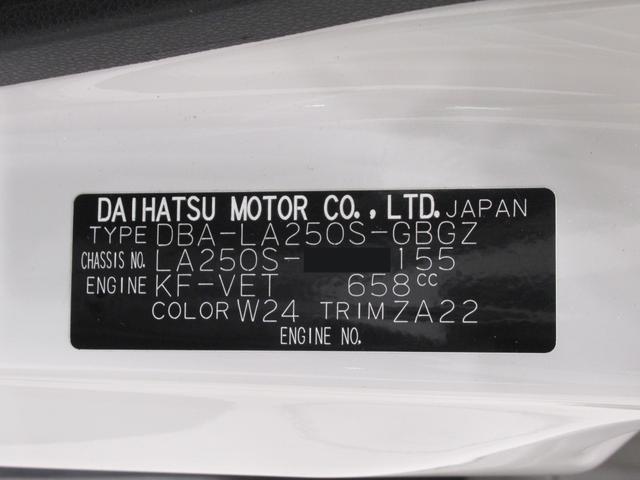 DAIHATSU MOTOR CO., LTD. JAPAN
TYPE DBA-LA250S-GBGZ
CHASSIS NO. LA250S- 155
ENGINE KF-VET 658cc
COLOR W24 TRIM ZA22
ENGINE NO.